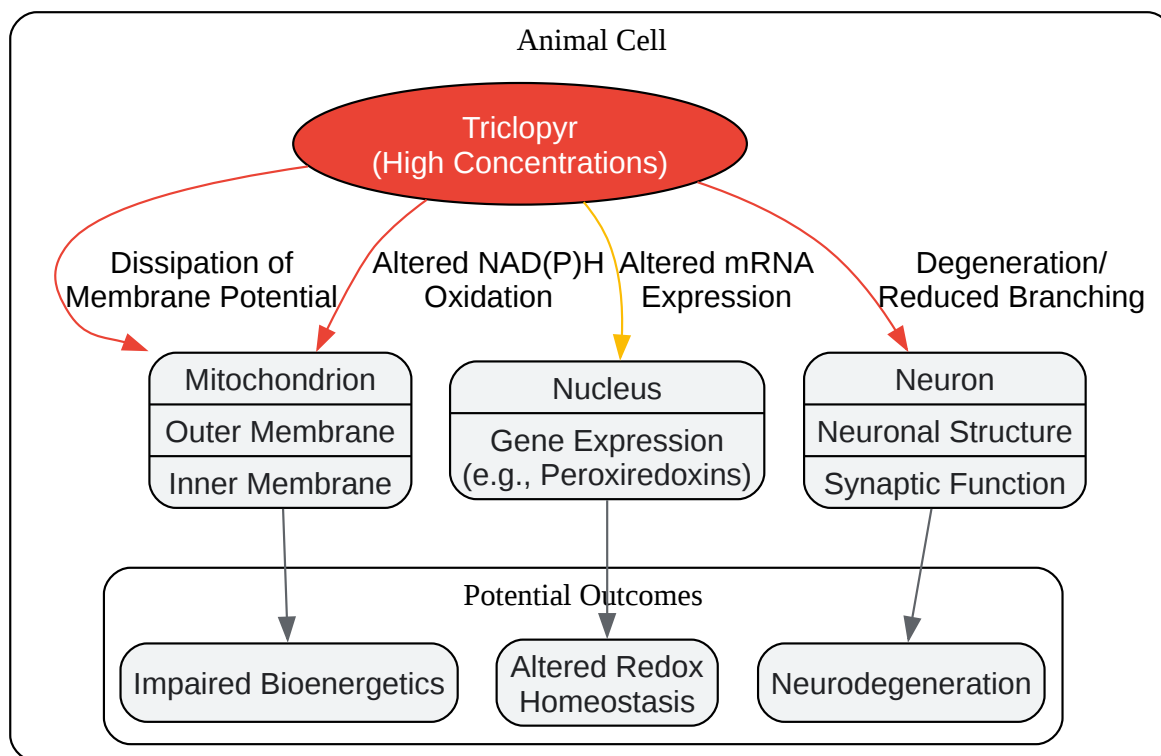 Animal Cell
Triclopyr
(High Concentrations)
Dissipation of
Membrane Potential
Altered NAD(P)H
Oxidation
Altered mRNA
Expression
Degeneration/
Reduced Branching
Mitochondrion
Outer Membrane
Inner Membrane
Nucleus
Gene Expression
(e.g., Peroxiredoxins)
Neuron
Neuronal Structure
Synaptic Function
Potential Outcomes
Impaired Bioenergetics
Altered Redox
Homeostasis
Neurodegeneration